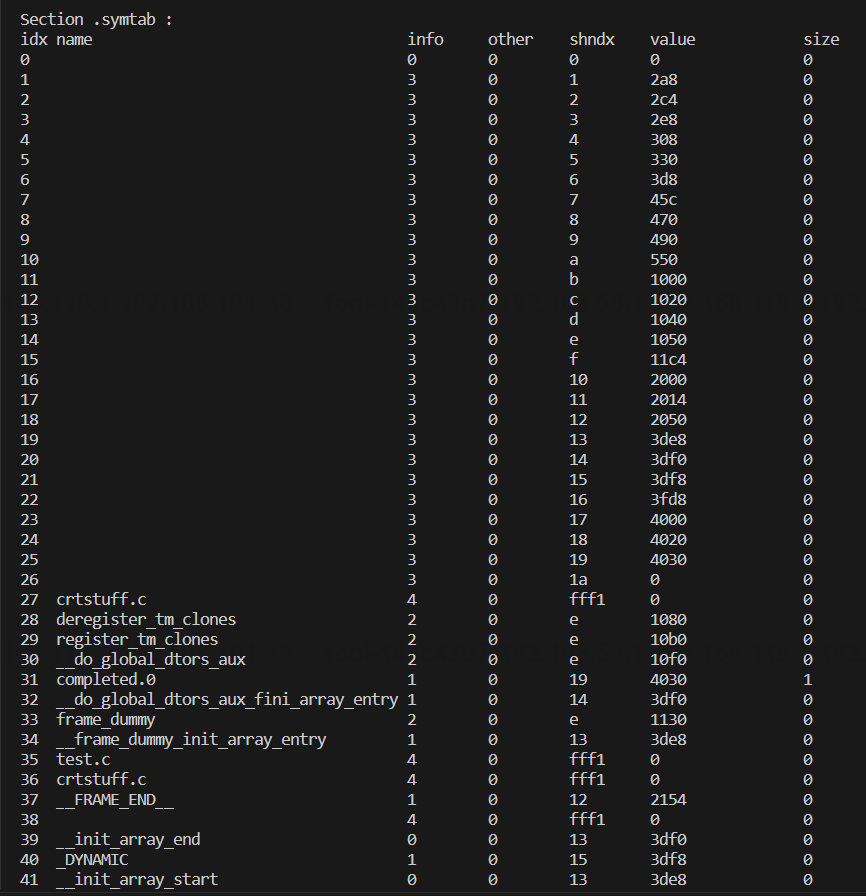 Section .symtab :
idx name info other shndx value size
0 0 0 0 0 0
1 3 0 1 2a8 0
2 3 0 2 2c4 0
3 3 0 3 2e8 0
4 3 0 4 308 0
5 3 0 5 330 0
6 3 0 6 3d8 0
7 3 0 7 45c 0
8 3 0 8 470 0
9 3 0 9 490 0
10 3 0 a 550 0
11 3 0 b 1000 0
12 3 0 c 1020 0
13 3 0 d 1040 0
14 3 0 e 1050 0
15 3 0 f 11c4 0
16 3 0 10 2000 0
17 3 0 11 2014 0
18 3 0 12 2050 0
19 3 0 13 3de8 0
20 3 0 14 3df0 0
21 3 0 15 3df8 0
22 3 0 16 3fd8 0
23 3 0 17 4000 0
24 3 0 18 4020 0
25 3 0 19 4030 0
26 3 0 1a 0 0
27 crtstuff.c 4 0 fff1 0 0
28 deregister_tm_clones 2 0 e 1080 0
29 register_tm_clones 2 0 e 10b0 0
30 __do_global_dtors_aux 2 0 e 10f0 0
31 completed.0 1 0 19 4030 1
32 __do_global_dtors_aux_fini_array_entry 1 0 14 3df0 0
33 frame_dummy 2 0 e 1130 0
34 __frame_dummy_init_array_entry 1 0 13 3de8 0
35 test.c 4 0 fff1 0 0
36 crtstuff.c 4 0 fff1 0 0
37 __FRAME_END__ 1 0 12 2154 0
38 4 0 fff1 0 0
39 __init_array_end 0 0 13 3df0 0
40 _DYNAMIC 1 0 15 3df8 0
41 __init_array_start 0 0 13 3de8 0